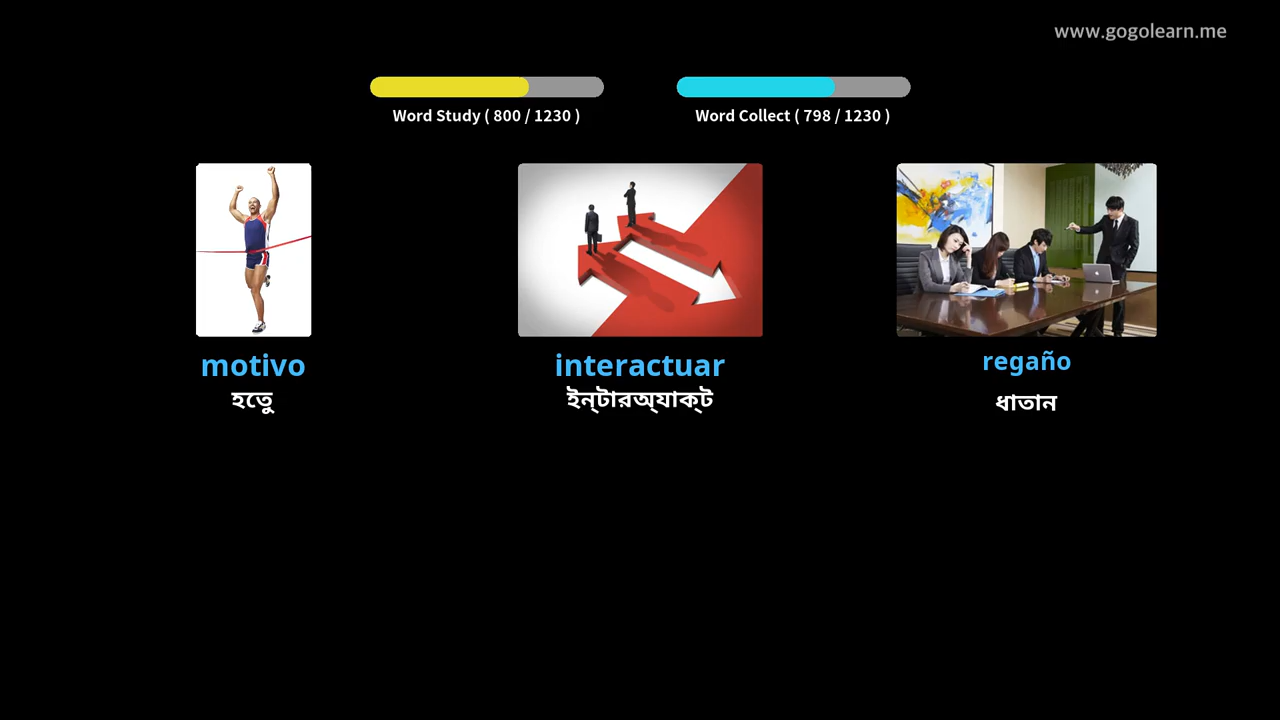 www.gogolearn.me
Word Study ( 800 / 1230 )
Word Collect ( 798 / 1230 )
motivo
হেতু
interactuar
ইন্টারঅ্যাক্ট
regaño
ধাতান